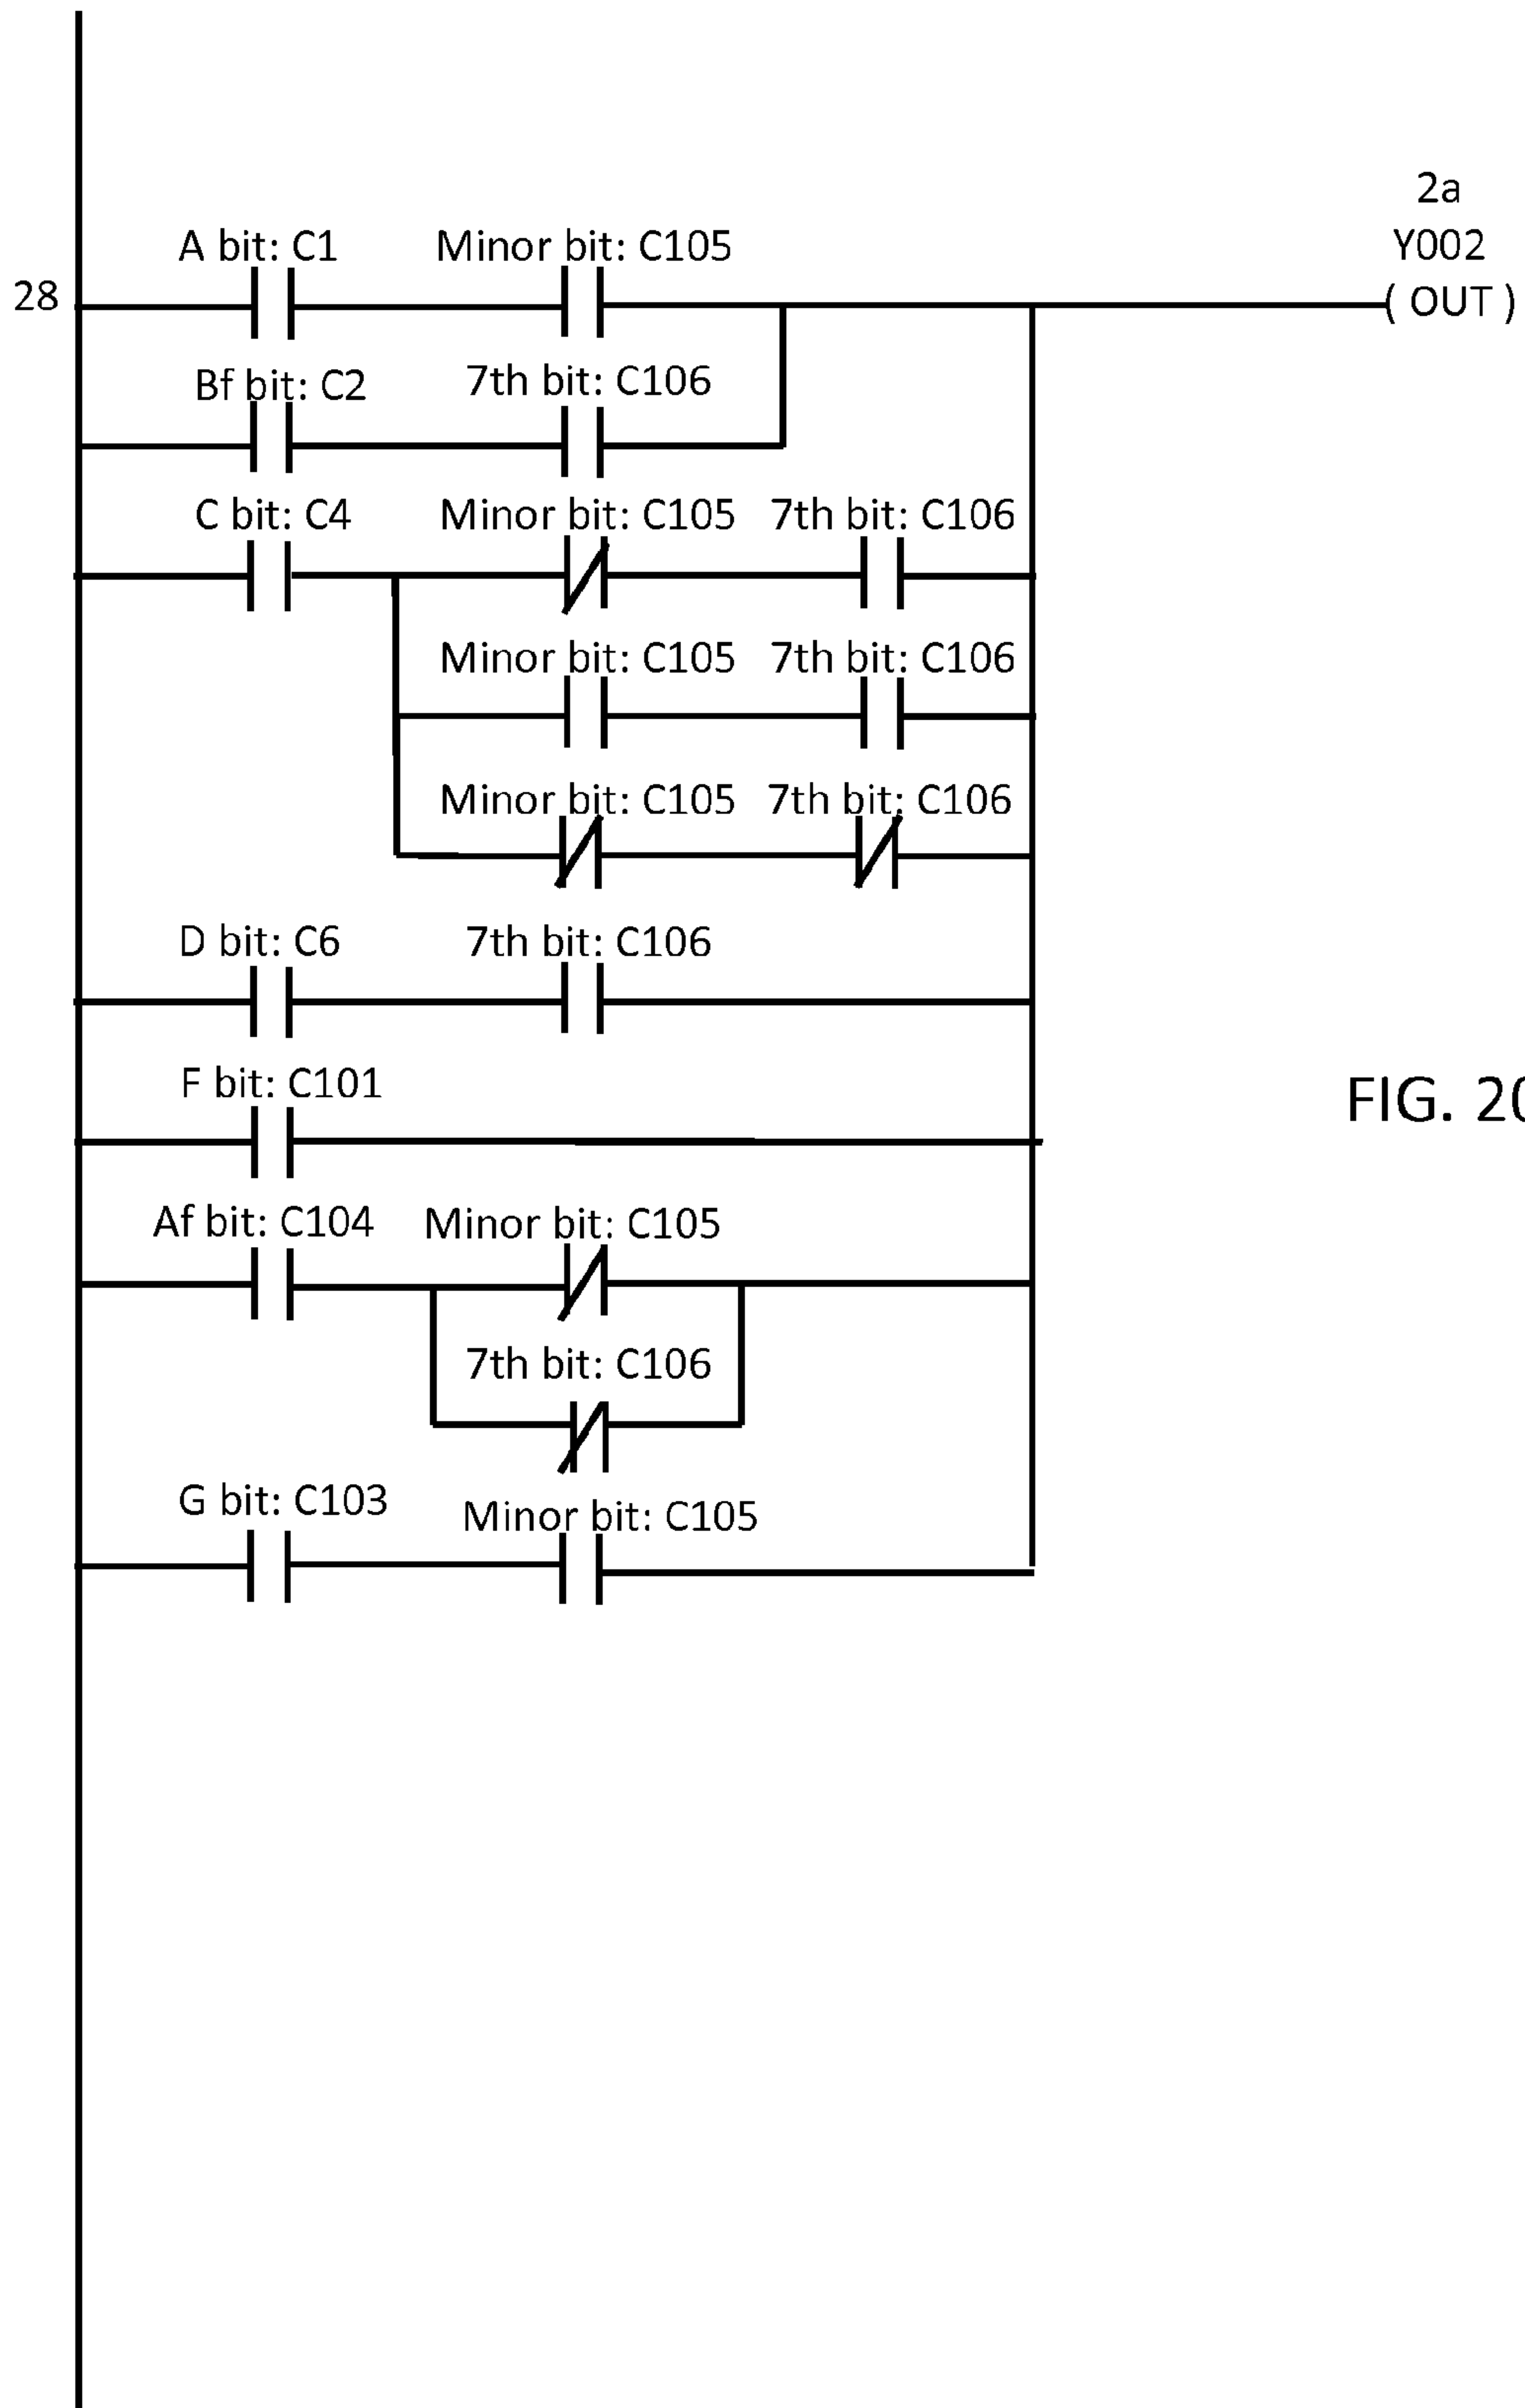 2a
Y002
A bit: C1 Minor bit: C105
28 ( OUT )
Bf bit: C2 7th bit: C106
C bit: C4 Minor bit: C105 7th bit: C106
Minor bit: C105 7th bit: C106
Minor bit: C105 7th bit: C106
D bit: C6 7th bit: C106
F bit: C101
FIG. 20
Af bit: C104 Minor bit: C105
7th bit: C106
G bit: C103 Minor bit: C105